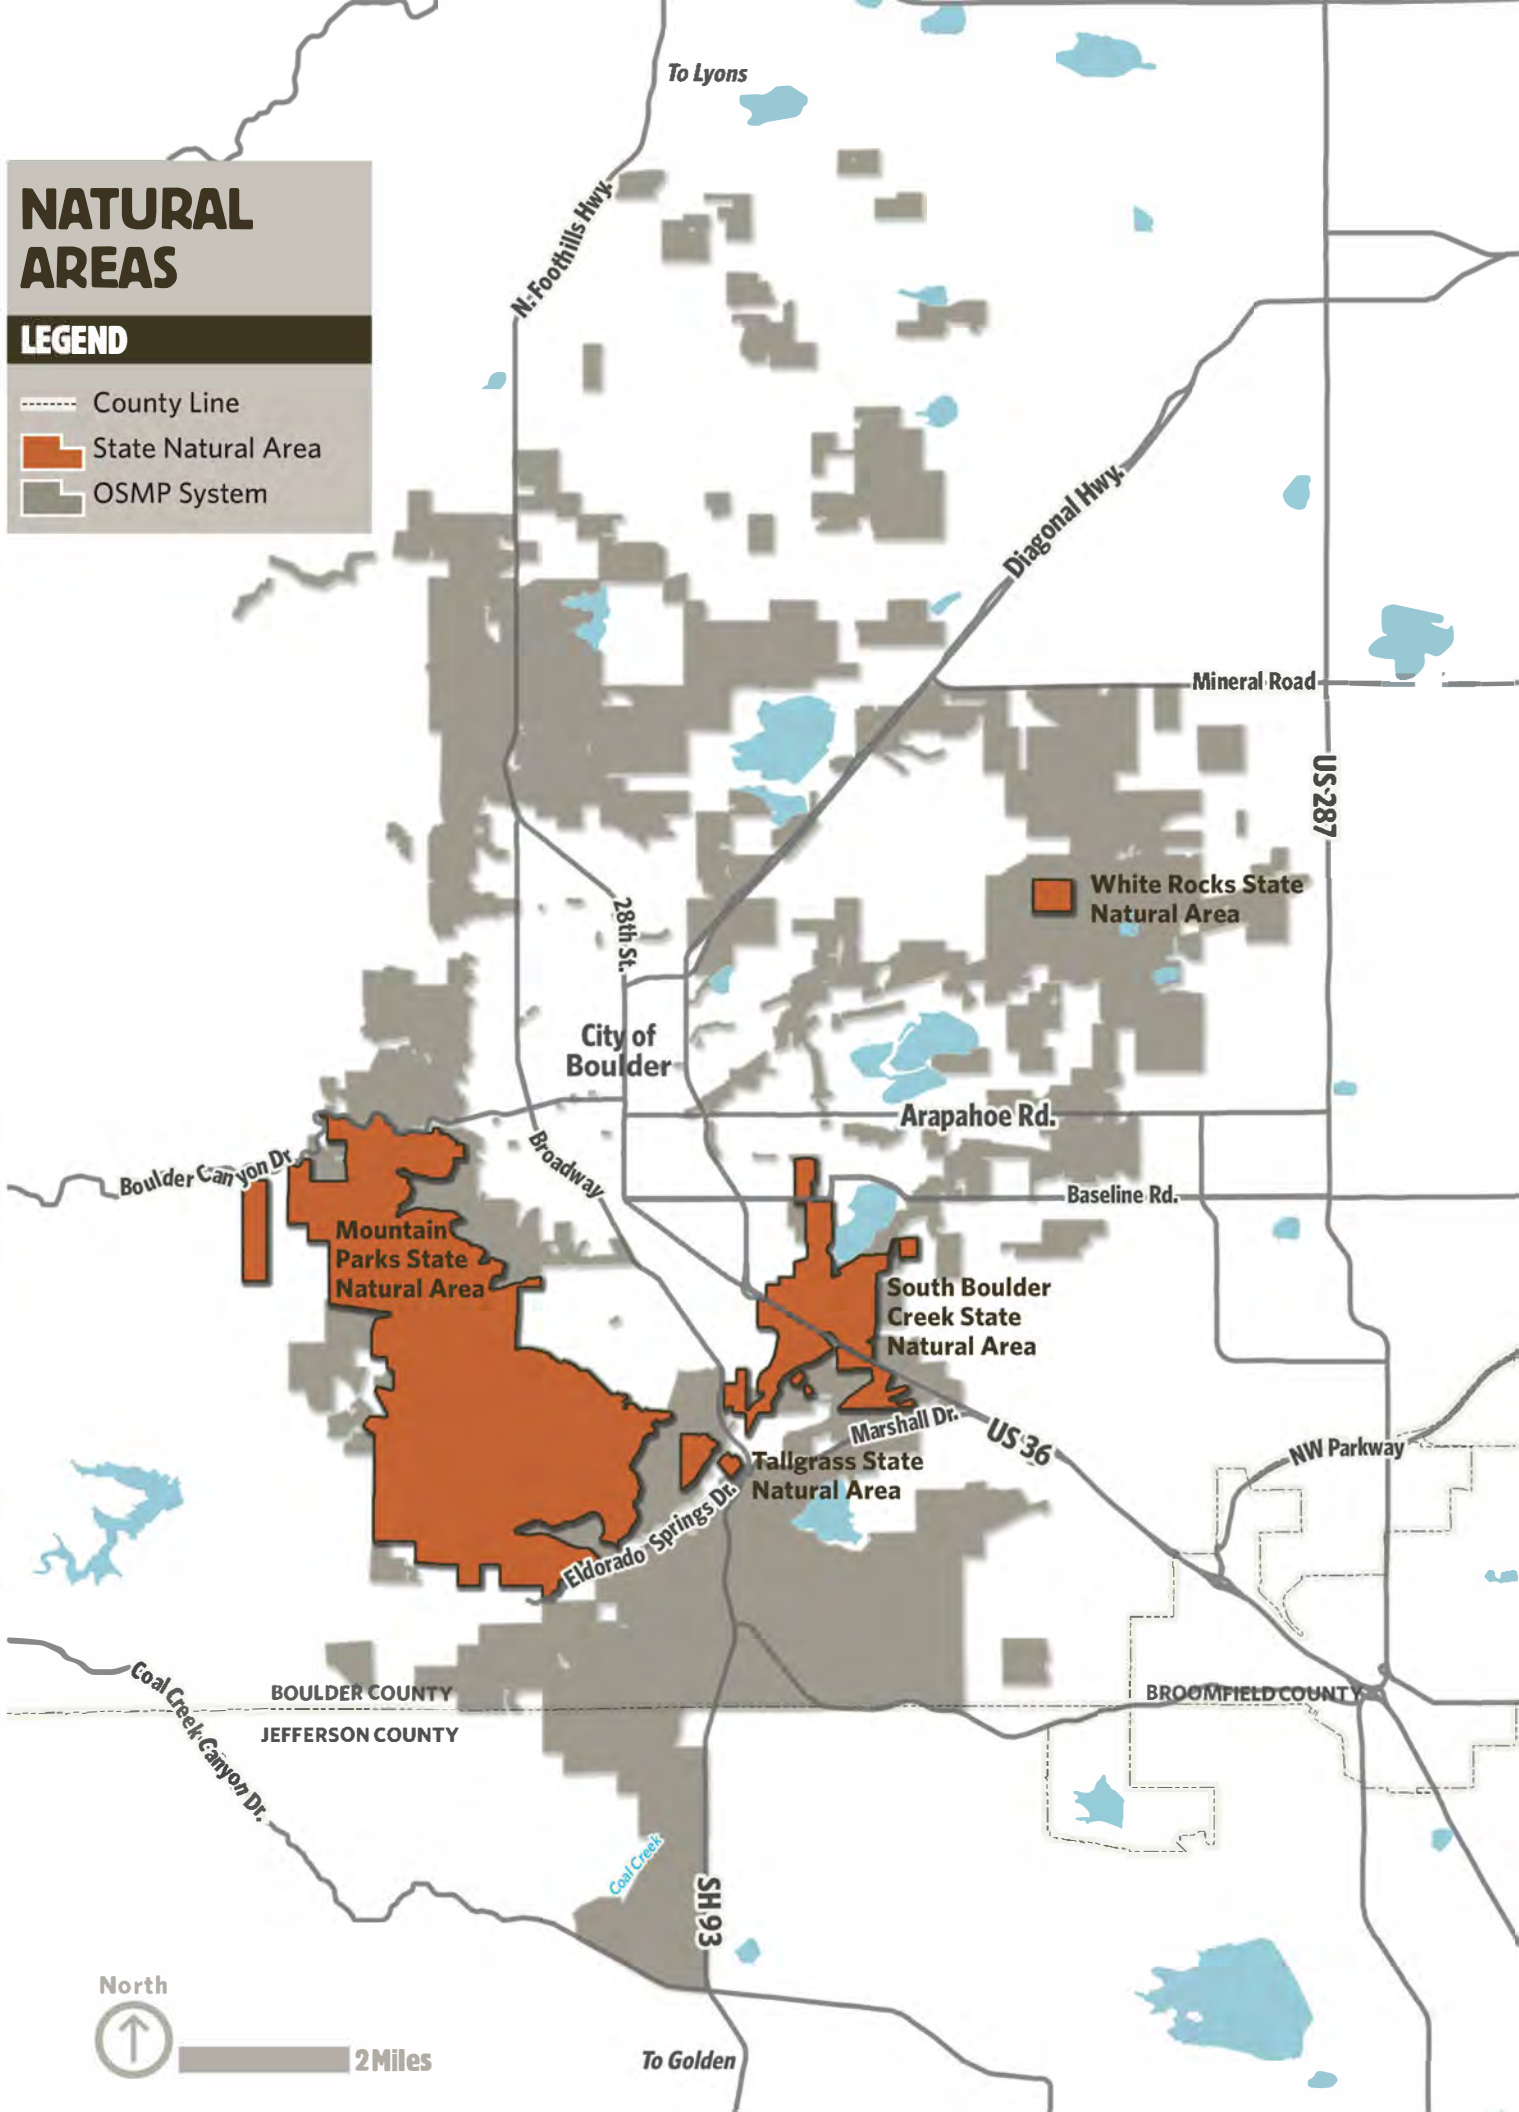 To Lyons
NATURAL
AREAS
N. Foothills Hwy.
LEGEND
County Line
State Natural Area
OSMP System
Diagonal Hwy.
Mineral Road
US-287
White Rocks State
Natural Area
28th St.
City of
Boulder
Arapahoe Rd.
Broadway
Boulder Canyon Dr.
Baseline Rd.
Mountain
Parks State
Natural Area
South Boulder
Creek State
Natural Area
Marshall Dr.
US 36
NW Parkway
Tallgrass State
Natural Area
Eldorado Springs Dr.
Coal Creek Canyon Dr.
BOULDER COUNTY
BROOMFIELD COUNTY
JEFFERSON COUNTY
Coal Creek
SH 93
North
2 Miles
To Golden